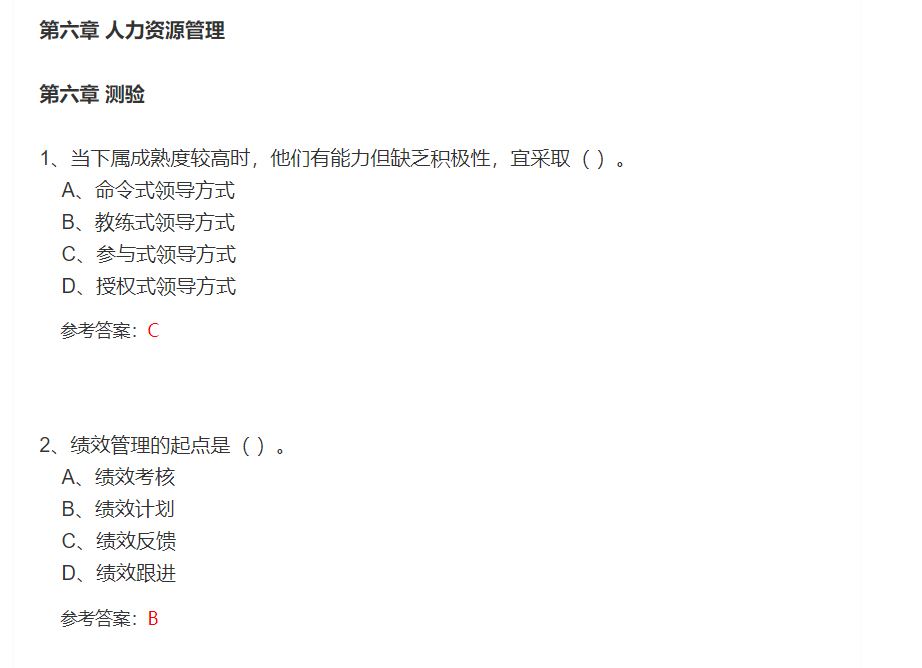 第六章 人力资源管理
第六章 测验
1、当下属成熟度较高时，他们有能力但缺乏积极性，宜采取（ ）。
A、命令式领导方式
B、教练式领导方式
C、参与式领导方式
D、授权式领导方式
参考答案：C
2、绩效管理的起点是（ ）。
A、绩效考核
B、绩效计划
C、绩效反馈
D、绩效跟进
参考答案：B